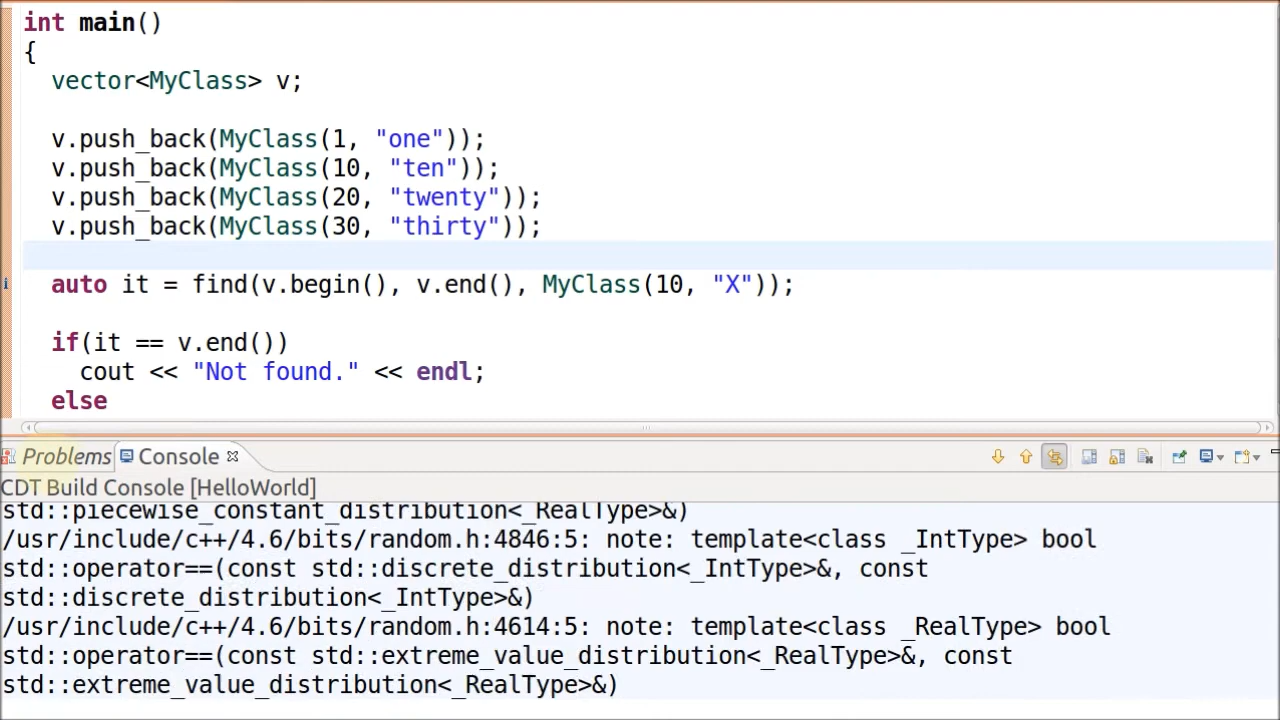 int main()
{
vector<MyClass> v;
v.push_back(MyClass(1, "one"));
v.push_back(MyClass(10, "ten"));
v.push_back(MyClass(20, "twenty"));
v.push_back(MyClass(30, "thirty"));
auto it = find(v.begin(), v.end(), MyClass(10, "X"));
if(it == v.end())
cout << "Not found." << endl;
else
Problems Console
CDT Build Console [HelloWorld]
std::piecewise_constant_distribution<_RealType>&)
/usr/include/c++/4.6/bits/random.h:4846:5: note: template<class _IntType> bool
std::operator==(const std::discrete_distribution<_IntType>&, const
std::discrete_distribution<_IntType>&)
/usr/include/c++/4.6/bits/random.h:4614:5: note: template<class _RealType> bool
std::operator==(const std::extreme_value_distribution<_RealType>&, const
std::extreme_value_distribution<_RealType>&)